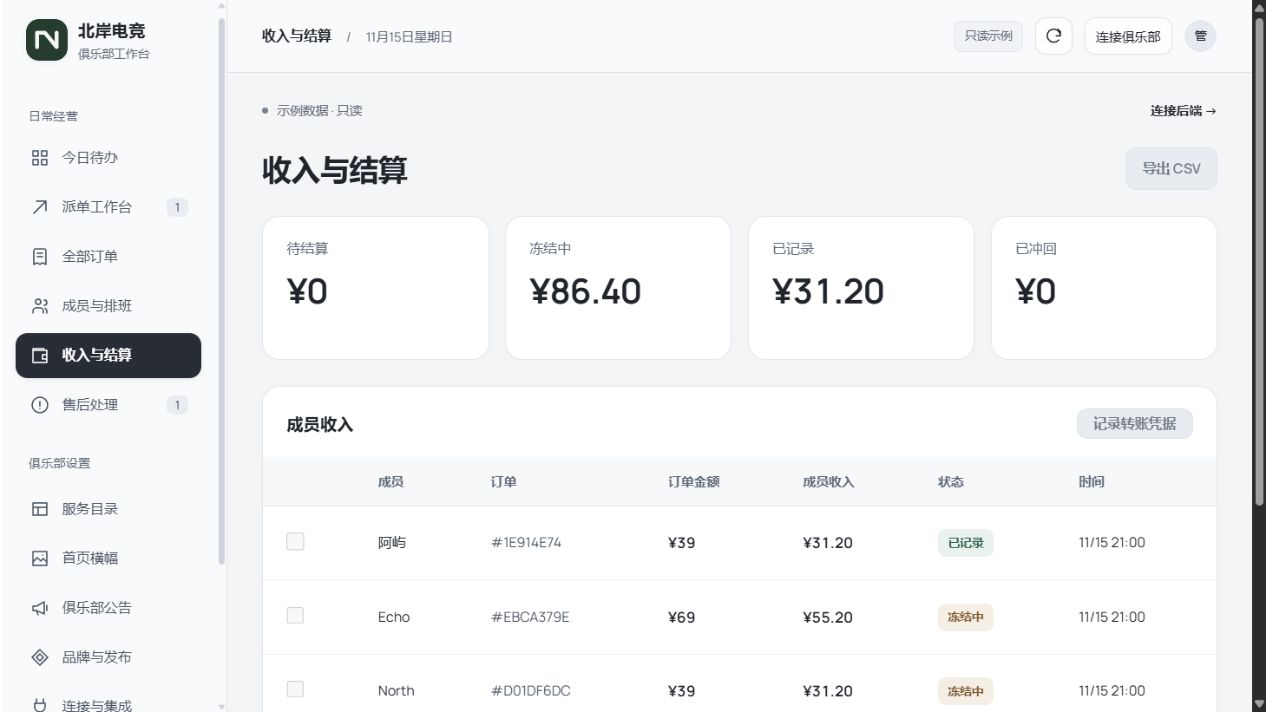 北岸电竞
俱乐部工作台
日常经营
今日待办
派单工作台 1
全部订单
成员与排班
收入与结算
售后处理 1
俱乐部设置
服务目录
首页横幅
俱乐部公告
品牌与发布
连接与集成
收入与结算 / 11月15日星期日
只读示例
连接俱乐部
管
示例数据 · 只读
连接后端 →
收入与结算
导出 CSV
待结算
¥0
冻结中
¥86.40
已记录
¥31.20
已冲回
¥0
成员收入
记录转账凭据
成员 订单 订单金额 成员收入 状态 时间
阿屿 #1E914E74 ¥39 ¥31.20 已记录 11/15 21:00
Echo #EBCA379E ¥69 ¥55.20 冻结中 11/15 21:00
North #D01DF6DC ¥39 ¥31.20 冻结中 11/15 21:00